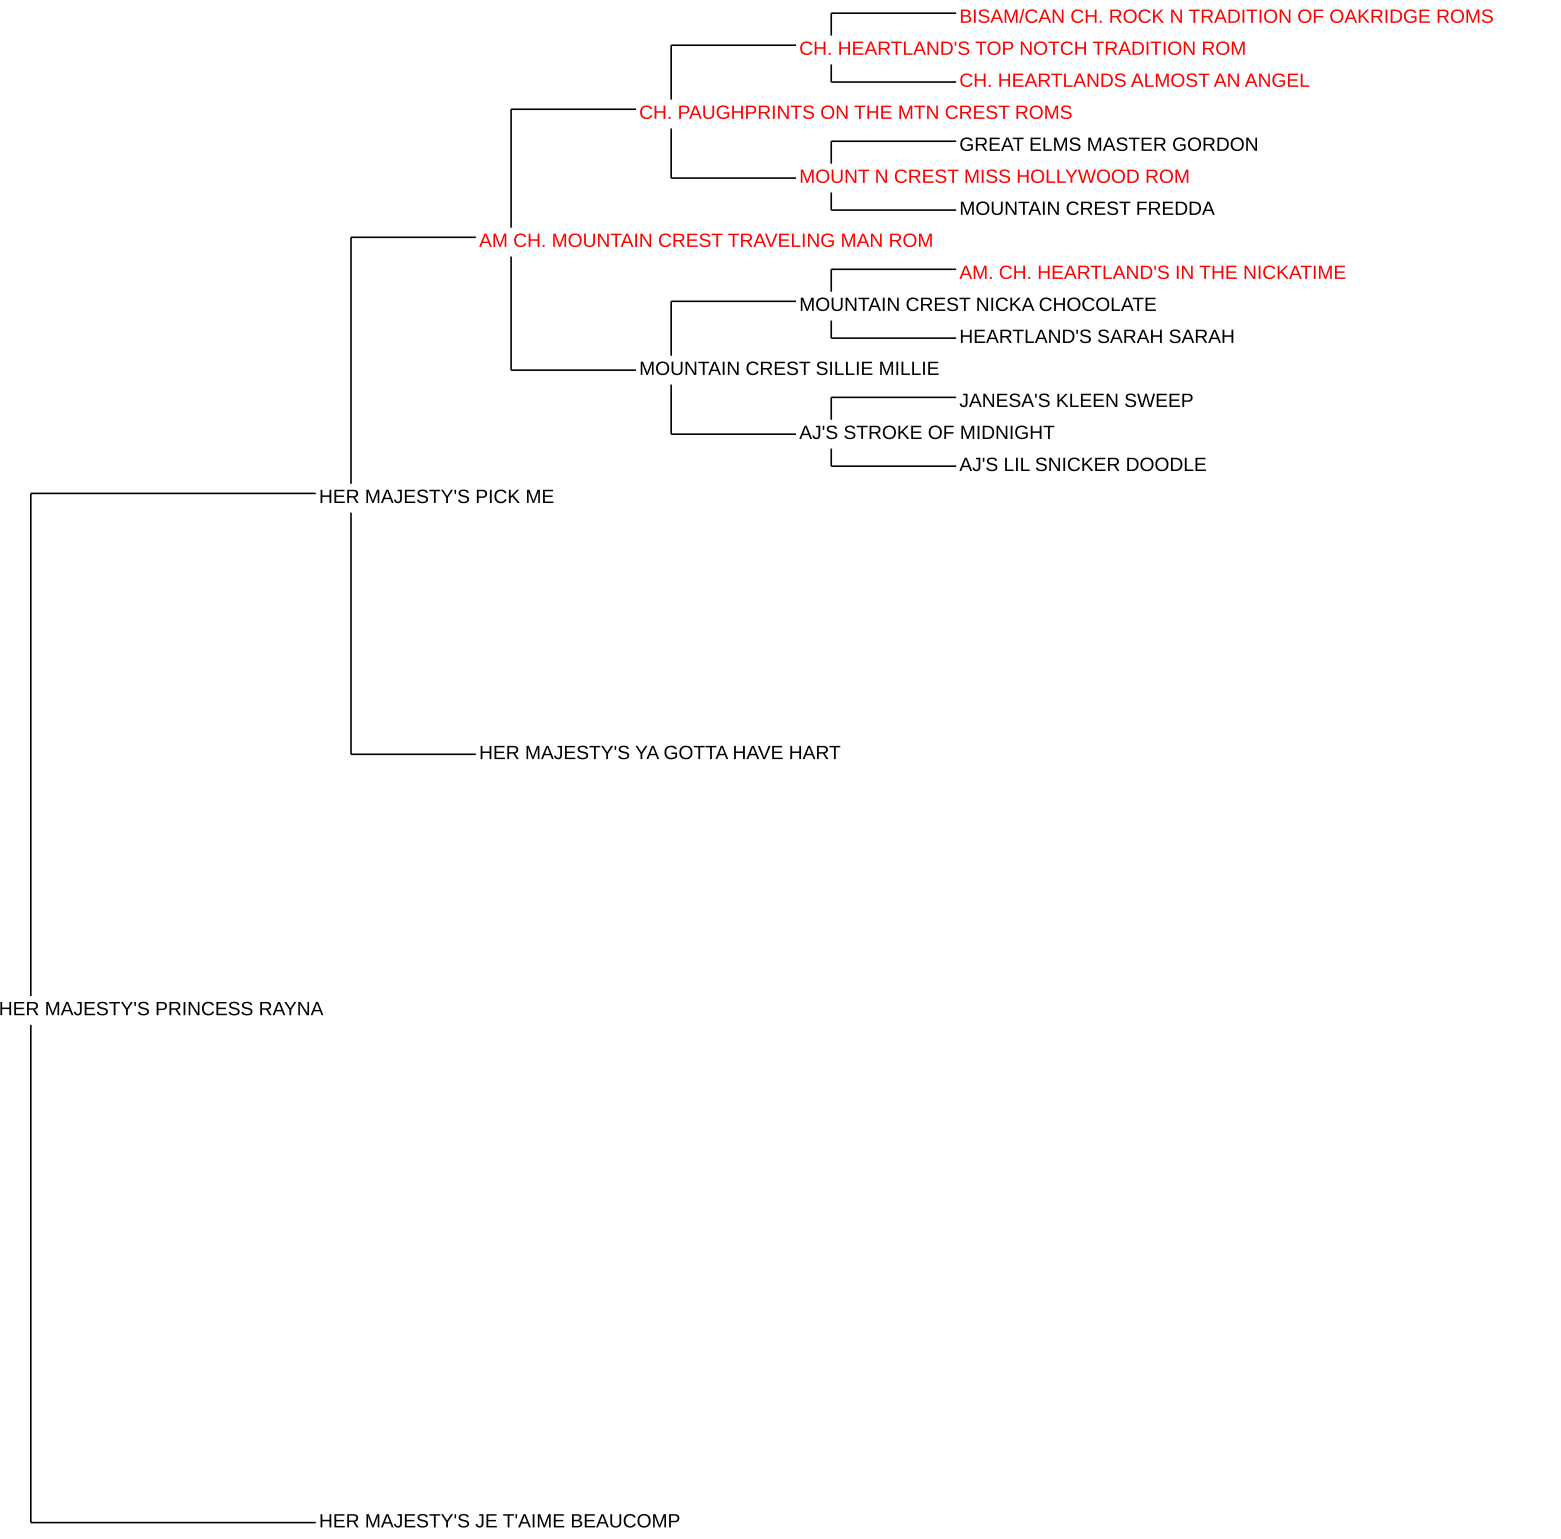 BISAM/CAN CH. ROCK N TRADITION OF OAKRIDGE ROMS
CH. HEARTLAND'S TOP NOTCH TRADITION ROM
CH. HEARTLANDS ALMOST AN ANGEL
CH. PAUGHPRINTS ON THE MTN CREST ROMS
GREAT ELMS MASTER GORDON
MOUNT N CREST MISS HOLLYWOOD ROM
MOUNTAIN CREST FREDDA
AM CH. MOUNTAIN CREST TRAVELING MAN ROM
AM. CH. HEARTLAND'S IN THE NICKATIME
MOUNTAIN CREST NICKA CHOCOLATE
HEARTLAND'S SARAH SARAH
MOUNTAIN CREST SILLIE MILLIE
JANESA'S KLEEN SWEEP
AJ'S STROKE OF MIDNIGHT
AJ'S LIL SNICKER DOODLE
HER MAJESTY'S PICK ME
HER MAJESTY'S YA GOTTA HAVE HART
HER MAJESTY'S PRINCESS RAYNA
HER MAJESTY'S JE T'AIME BEAUCOMP